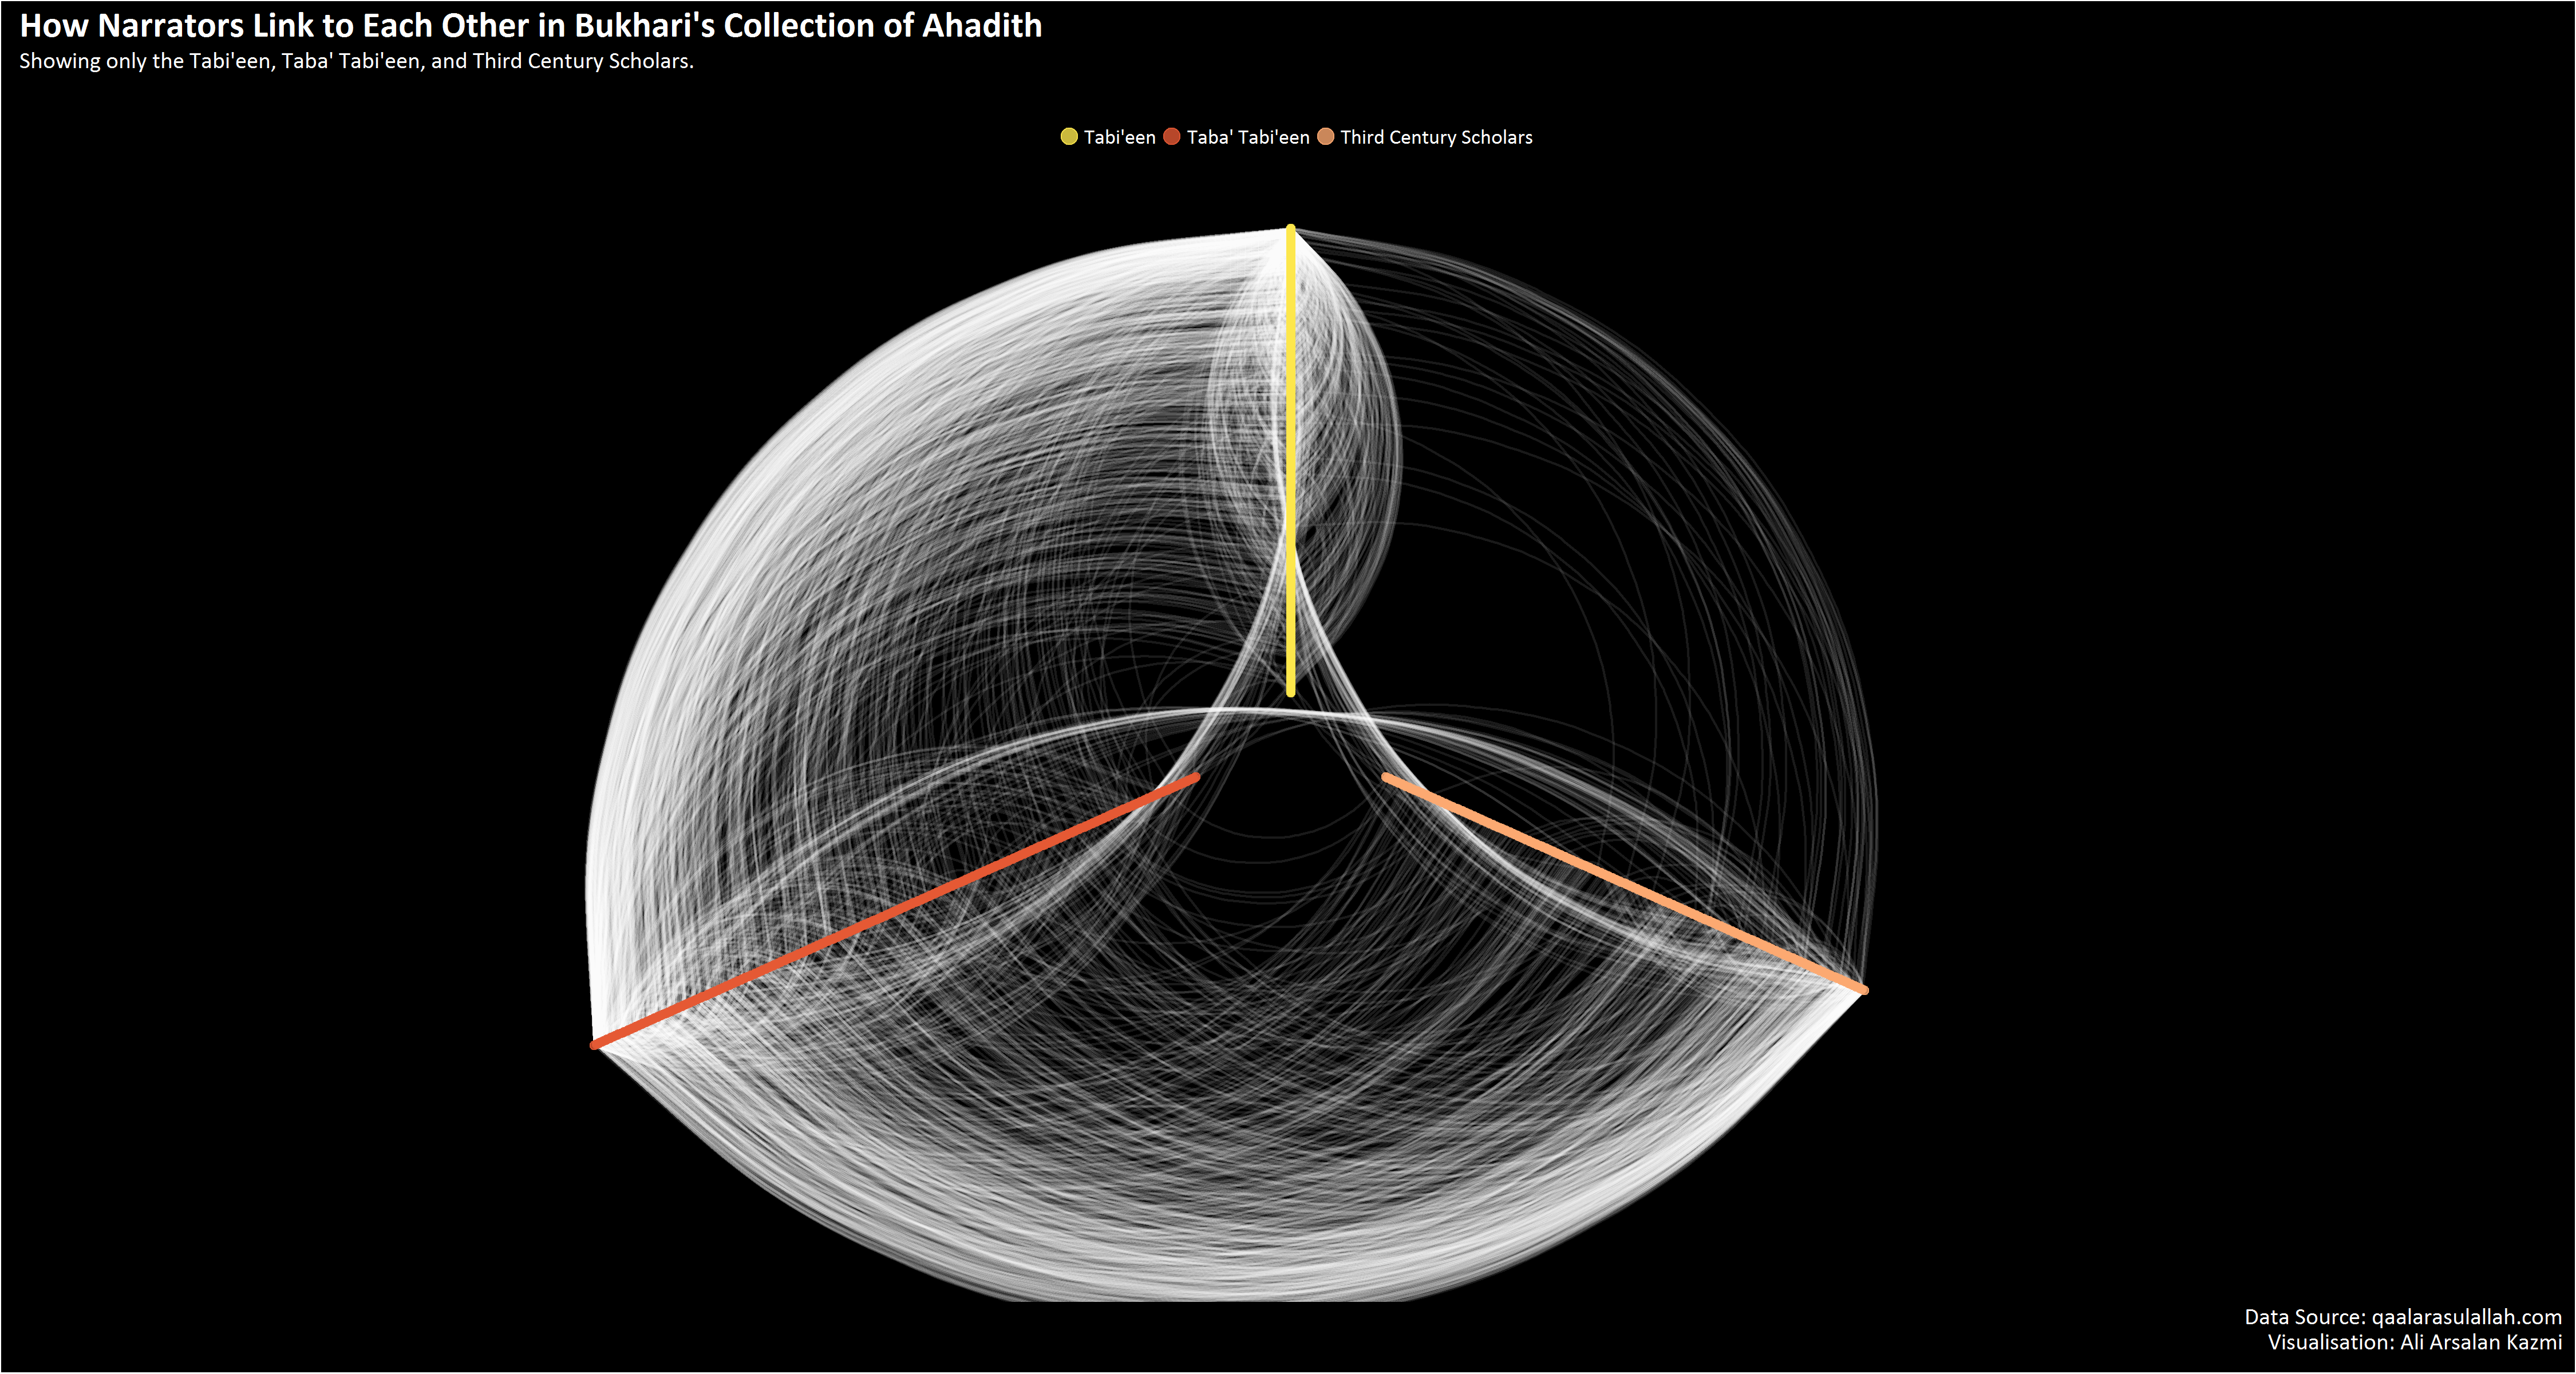 How Narrators Link to Each Other in Bukhari's Collection of Ahadith
Showing only the Tabi'een, Taba' Tabi'een, and Third Century Scholars.
Tabi'een Taba' Tabi'een Third Century Scholars
Data Source: qaalarasulallah.com
Visualisation: Ali Arsalan Kazmi